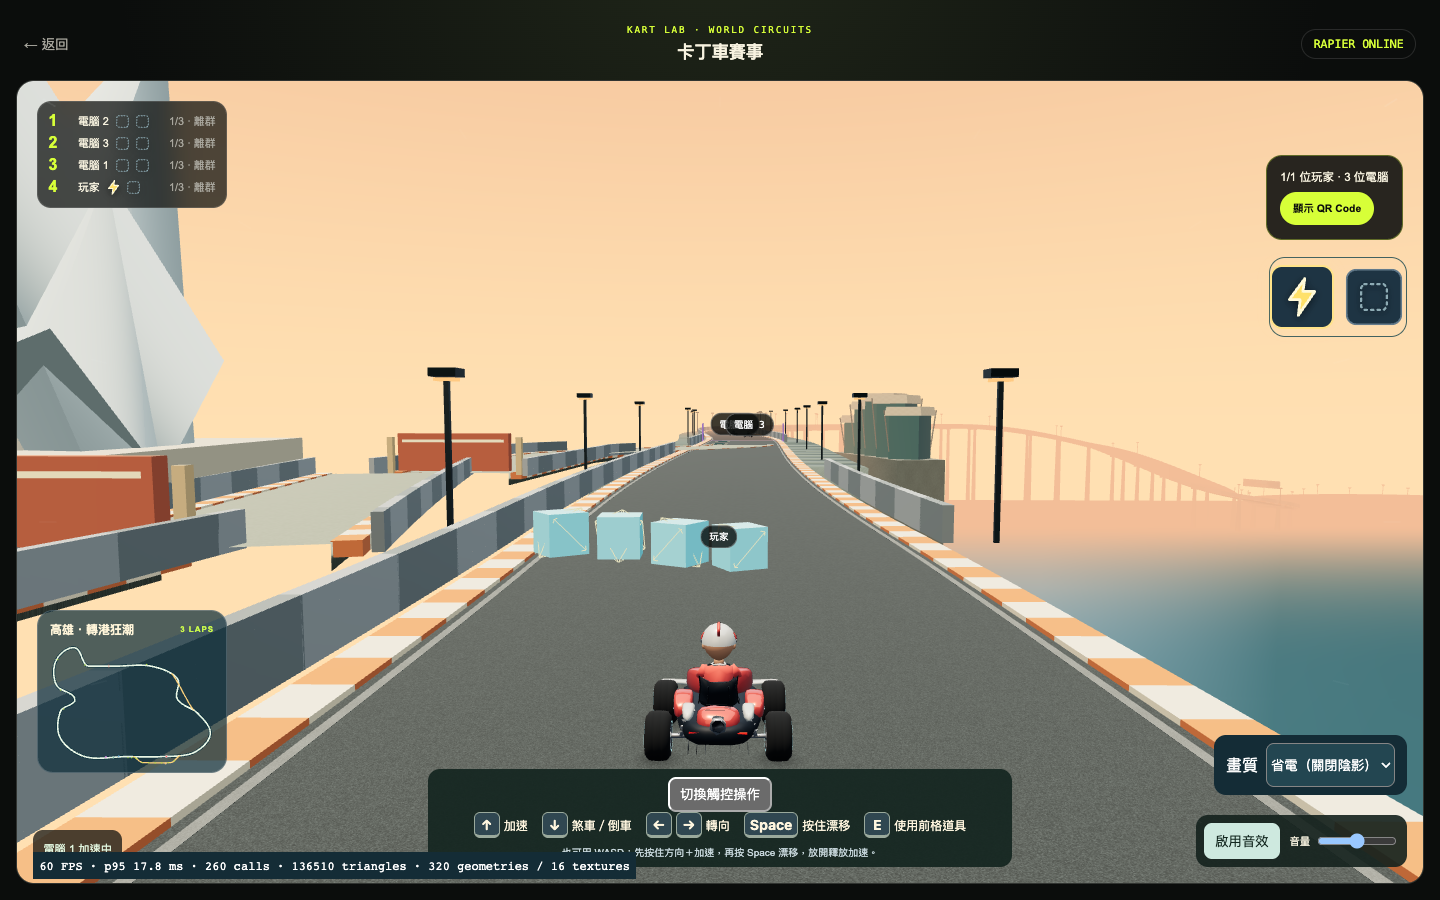 ← 返回
KART LAB · WORLD CIRCUITS
卡丁車賽事
RAPIER ONLINE
1 電腦 2 1/3 · 離群
2 電腦 3 1/3 · 離群
3 電腦 1 1/3 · 離群
4 玩家 1/3 · 離群
1/1 位玩家 · 3 位電腦
顯示 QR Code
電腦 3
玩家
高雄 · 轉港狂潮 3 LAPS
畫質 省電（關閉陰影）
切換觸控操作
↑ 加速 ↓ 煞車 / 倒車 ← → 轉向 Space 按住漂移 E 使用前格道具
也可用 WASD；先按住方向＋加速，再按 Space 漂移，放開釋放加速。
啟用音效 音量
電腦 1 加速中
60 FPS · p95 17.8 ms · 260 calls · 136510 triangles · 320 geometries / 16 textures